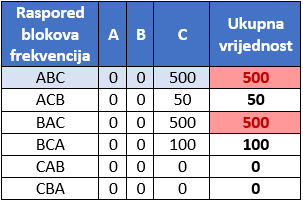 Raspored blokova frekvencija A B C Ukupna vrijednost
ABC 0 0 500 500
ACB 0 0 50 50
BAC 0 0 500 500
BCA 0 0 100 100
CAB 0 0 0 0
CBA 0 0 0 0